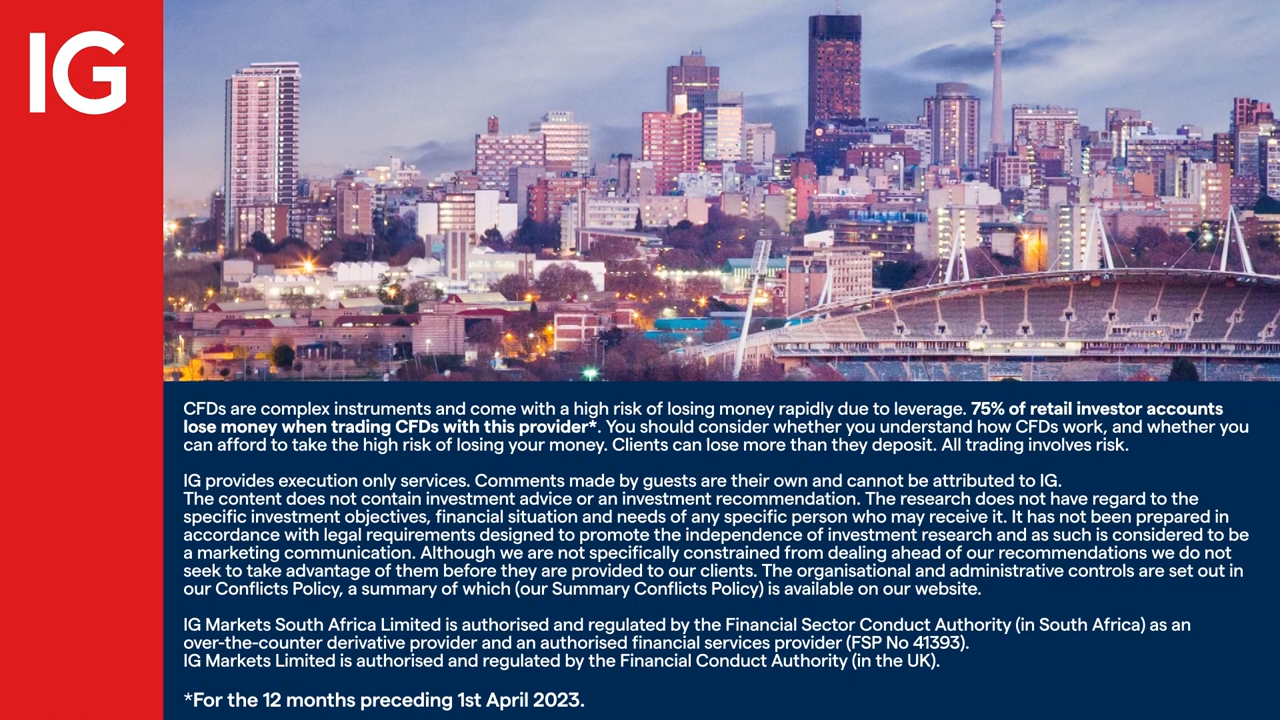 IG
CFDs are complex instruments and come with a high risk of losing money rapidly due to leverage. 75% of retail investor accounts
lose money when trading CFDs with this provider*. You should consider whether you understand how CFDs work, and whether you
can afford to take the high risk of losing your money. Clients can lose more than they deposit. All trading involves risk.
IG provides execution only services. Comments made by guests are their own and cannot be attributed to IG.
The content does not contain investment advice or an investment recommendation. The research does not have regard to the
specific investment objectives, financial situation and needs of any specific person who may receive it. It has not been prepared in
accordance with legal requirements designed to promote the independence of investment research and as such is considered to be
a marketing communication. Although we are not specifically constrained from dealing ahead of our recommendations we do not
seek to take advantage of them before they are provided to our clients. The organisational and administrative controls are set out in
our Conflicts Policy, a summary of which (our Summary Conflicts Policy) is available on our website.
IG Markets South Africa Limited is authorised and regulated by the Financial Sector Conduct Authority (in South Africa) as an
over-the-counter derivative provider and an authorised financial services provider (FSP No 41393).
IG Markets Limited is authorised and regulated by the Financial Conduct Authority (in the UK).
*For the 12 months preceding 1st April 2023.